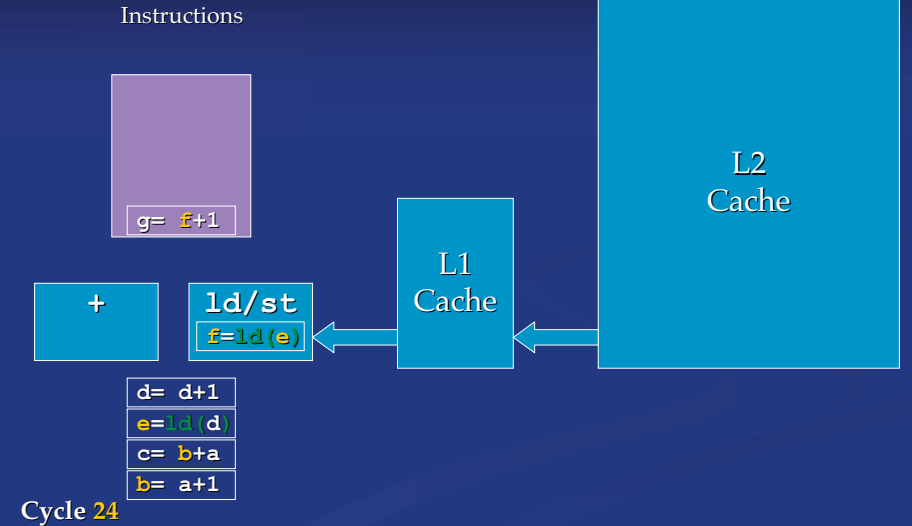 Instructions
g= f+1
+
ld/st
f=ld(e)
L1
Cache
L2
Cache
d= d+1
e=ld(d)
c= b+a
b= a+1
Cycle 24